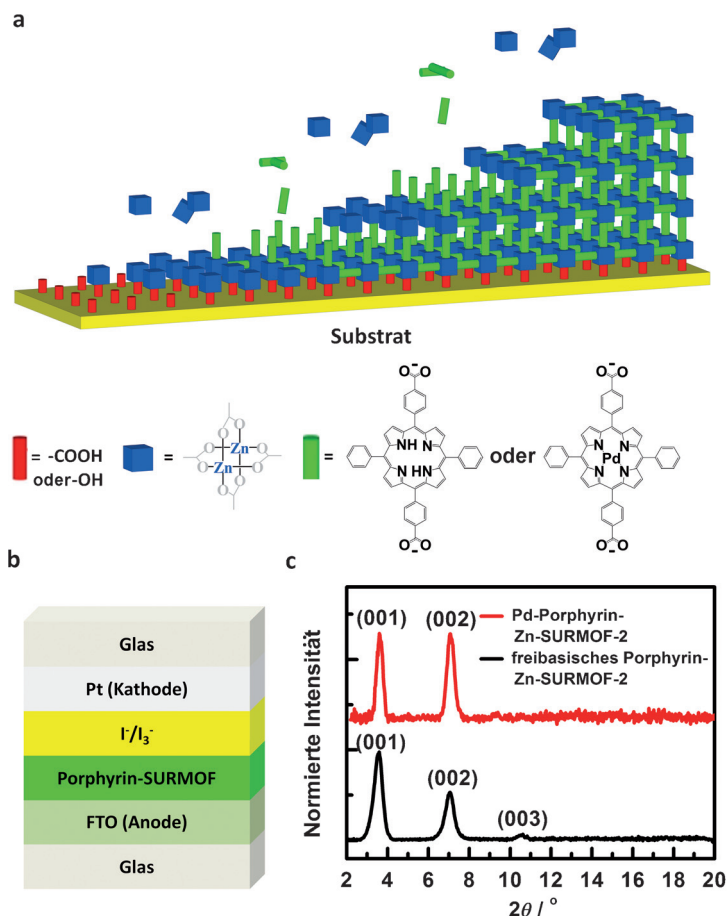 a
Substrat
= -COOH
oder-OH
=
Zn
Zn
=
NH N
N HN
oder
N N
Pd
N N
b
Glas
Pt (Kathode)
I⁻/I₃⁻
Porphyrin-SURMOF
FTO (Anode)
Glas
c
Normierte Intensität
(001) (002)
Pd-Porphyrin-
Zn-SURMOF-2
freibasisches Porphyrin-
Zn-SURMOF-2
(001)
(002)
(003)
2 4 6 8 10 12 14 16 18 20
2θ / °